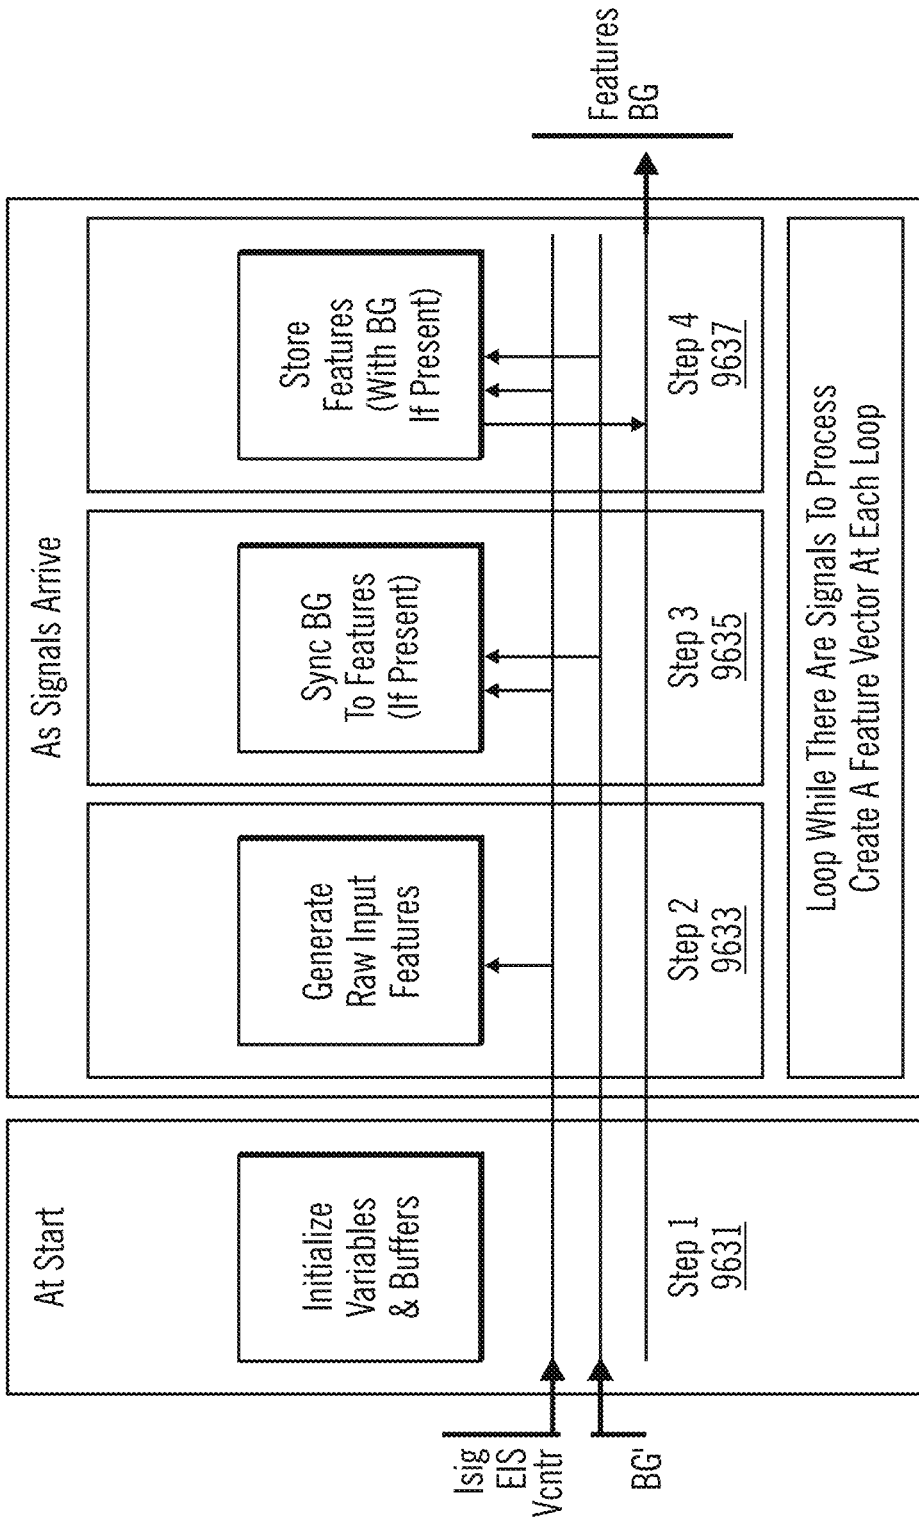 At Start
As Signals Arrive
Initialize
Variables
& Buffers
Generate
Raw Input
Features
Sync BG
To Features
(If Present)
Store
Features
(With BG
If Present)
Isig
EIS
Vcntr
BG'
Features
BG
Step 1
9631
Step 2
9633
Step 3
9635
Step 4
9637
Loop While There Are Signals To Process
Create A Feature Vector At Each Loop